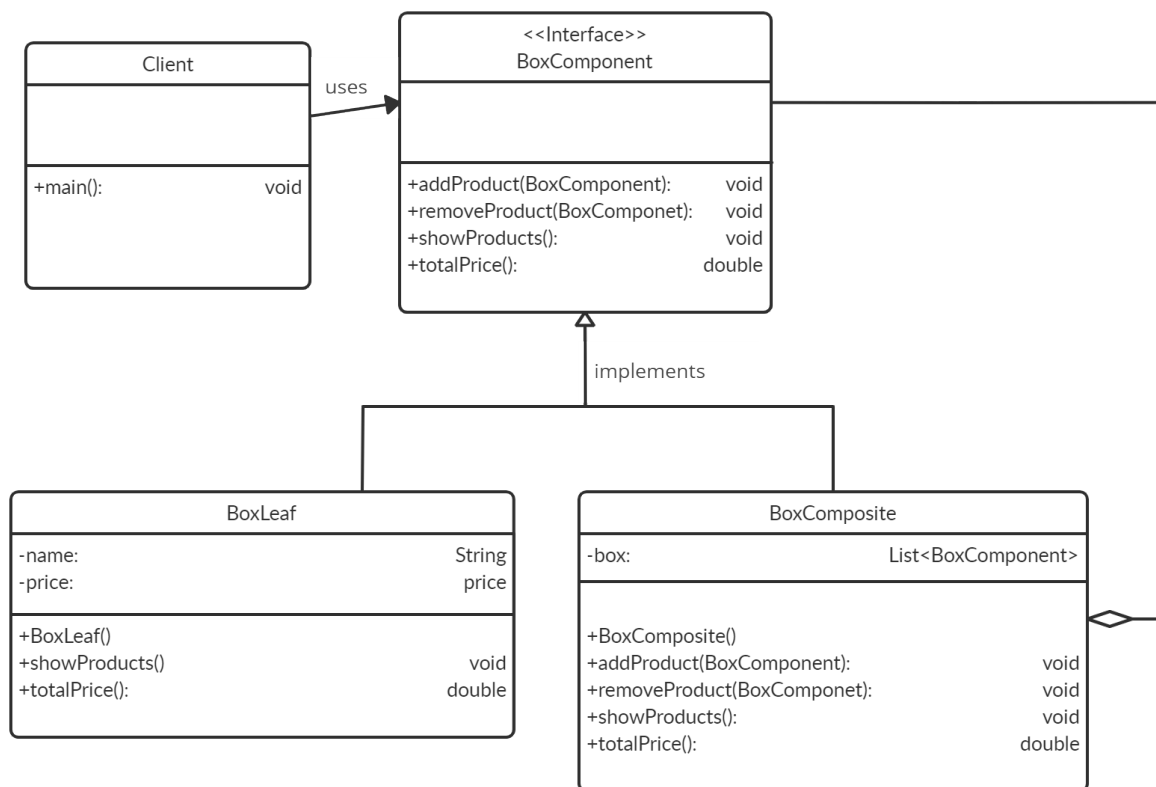 Client
+main(): void
uses
<<Interface>>
BoxComponent
+addProduct(BoxComponent): void
+removeProduct(BoxComponet): void
+showProducts(): void
+totalPrice(): double
implements
BoxLeaf
-name: String
-price: price
+BoxLeaf()
+showProducts() void
+totalPrice(): double
BoxComposite
-box: List<BoxComponent>
+BoxComposite()
+addProduct(BoxComponent): void
+removeProduct(BoxComponet): void
+showProducts(): void
+totalPrice(): double